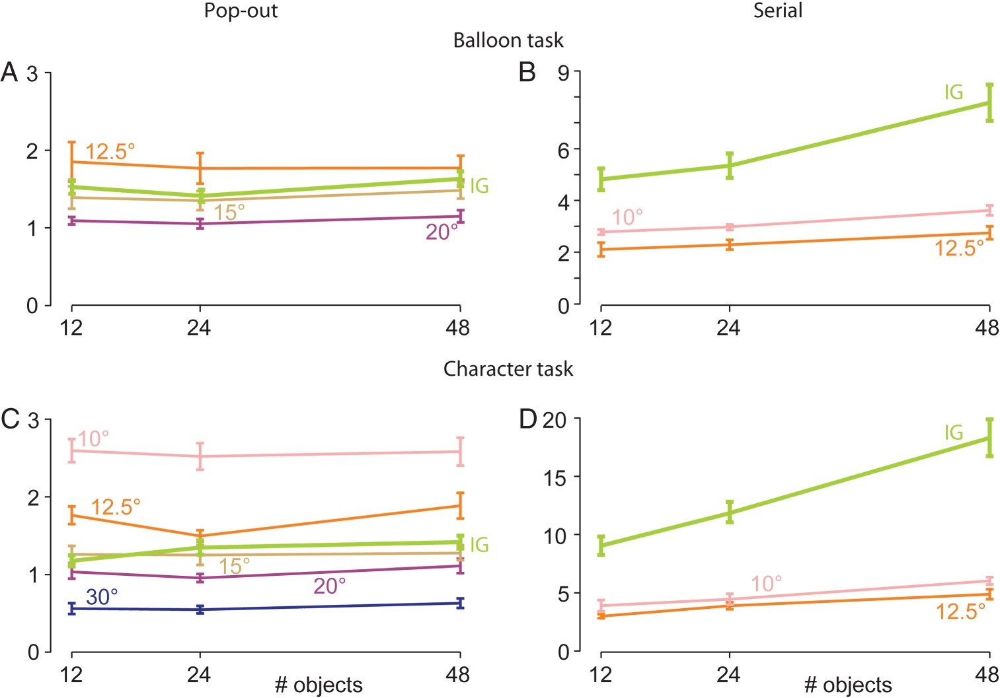 Pop-out Serial
Balloon task
A 3 B 9
IG
2 12.5° 6
IG
4
15° 10°
1 20° 2 12.5°
0 0
12 24 48 12 24 48
Character task
C 3 D 20
10° IG
2 15
12.5°
IG 10
15°
1 20° 10°
30° 5 12.5°
0 0
12 24 # objects 48 12 24 # objects 48